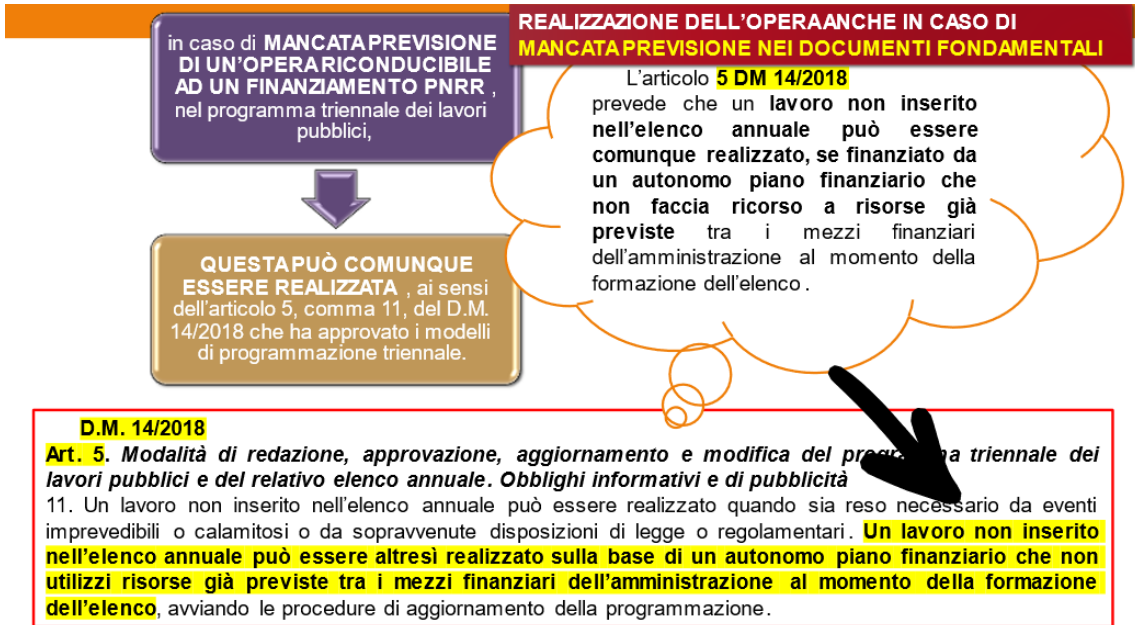 REALIZZAZIONE DELL'OPERAANCHE IN CASO DI
MANCATA PREVISIONE NEI DOCUMENTI FONDAMENTALI
in caso di MANCATA PREVISIONE
DI UN'OPERA RICONDUCIBILE
AD UN FINANZIAMENTO PNRR ,
nel programma triennale dei lavori
pubblici,
QUESTA PUÒ COMUNQUE
ESSERE REALIZZATA , ai sensi
dell'articolo 5, comma 11, del D.M.
14/2018 che ha approvato i modelli
di programmazione triennale.
L'articolo 5 DM 14/2018
prevede che un lavoro non inserito
nell'elenco annuale può essere
comunque realizzato, se finanziato da
un autonomo piano finanziario che
non faccia ricorso a risorse già
previste tra i mezzi finanziari
dell'amministrazione al momento della
formazione dell'elenco .
D.M. 14/2018
Art. 5. Modalità di redazione, approvazione, aggiornamento e modifica del programma triennale dei
lavori pubblici e del relativo elenco annuale. Obblighi informativi e di pubblicità
11. Un lavoro non inserito nell'elenco annuale può essere realizzato quando sia reso necessario da eventi
imprevedibili o calamitosi o da sopravvenute disposizioni di legge o regolamentari. Un lavoro non inserito
nell'elenco annuale può essere altresì realizzato sulla base di un autonomo piano finanziario che non
utilizzi risorse già previste tra i mezzi finanziari dell'amministrazione al momento della formazione
dell'elenco, avviando le procedure di aggiornamento della programmazione.